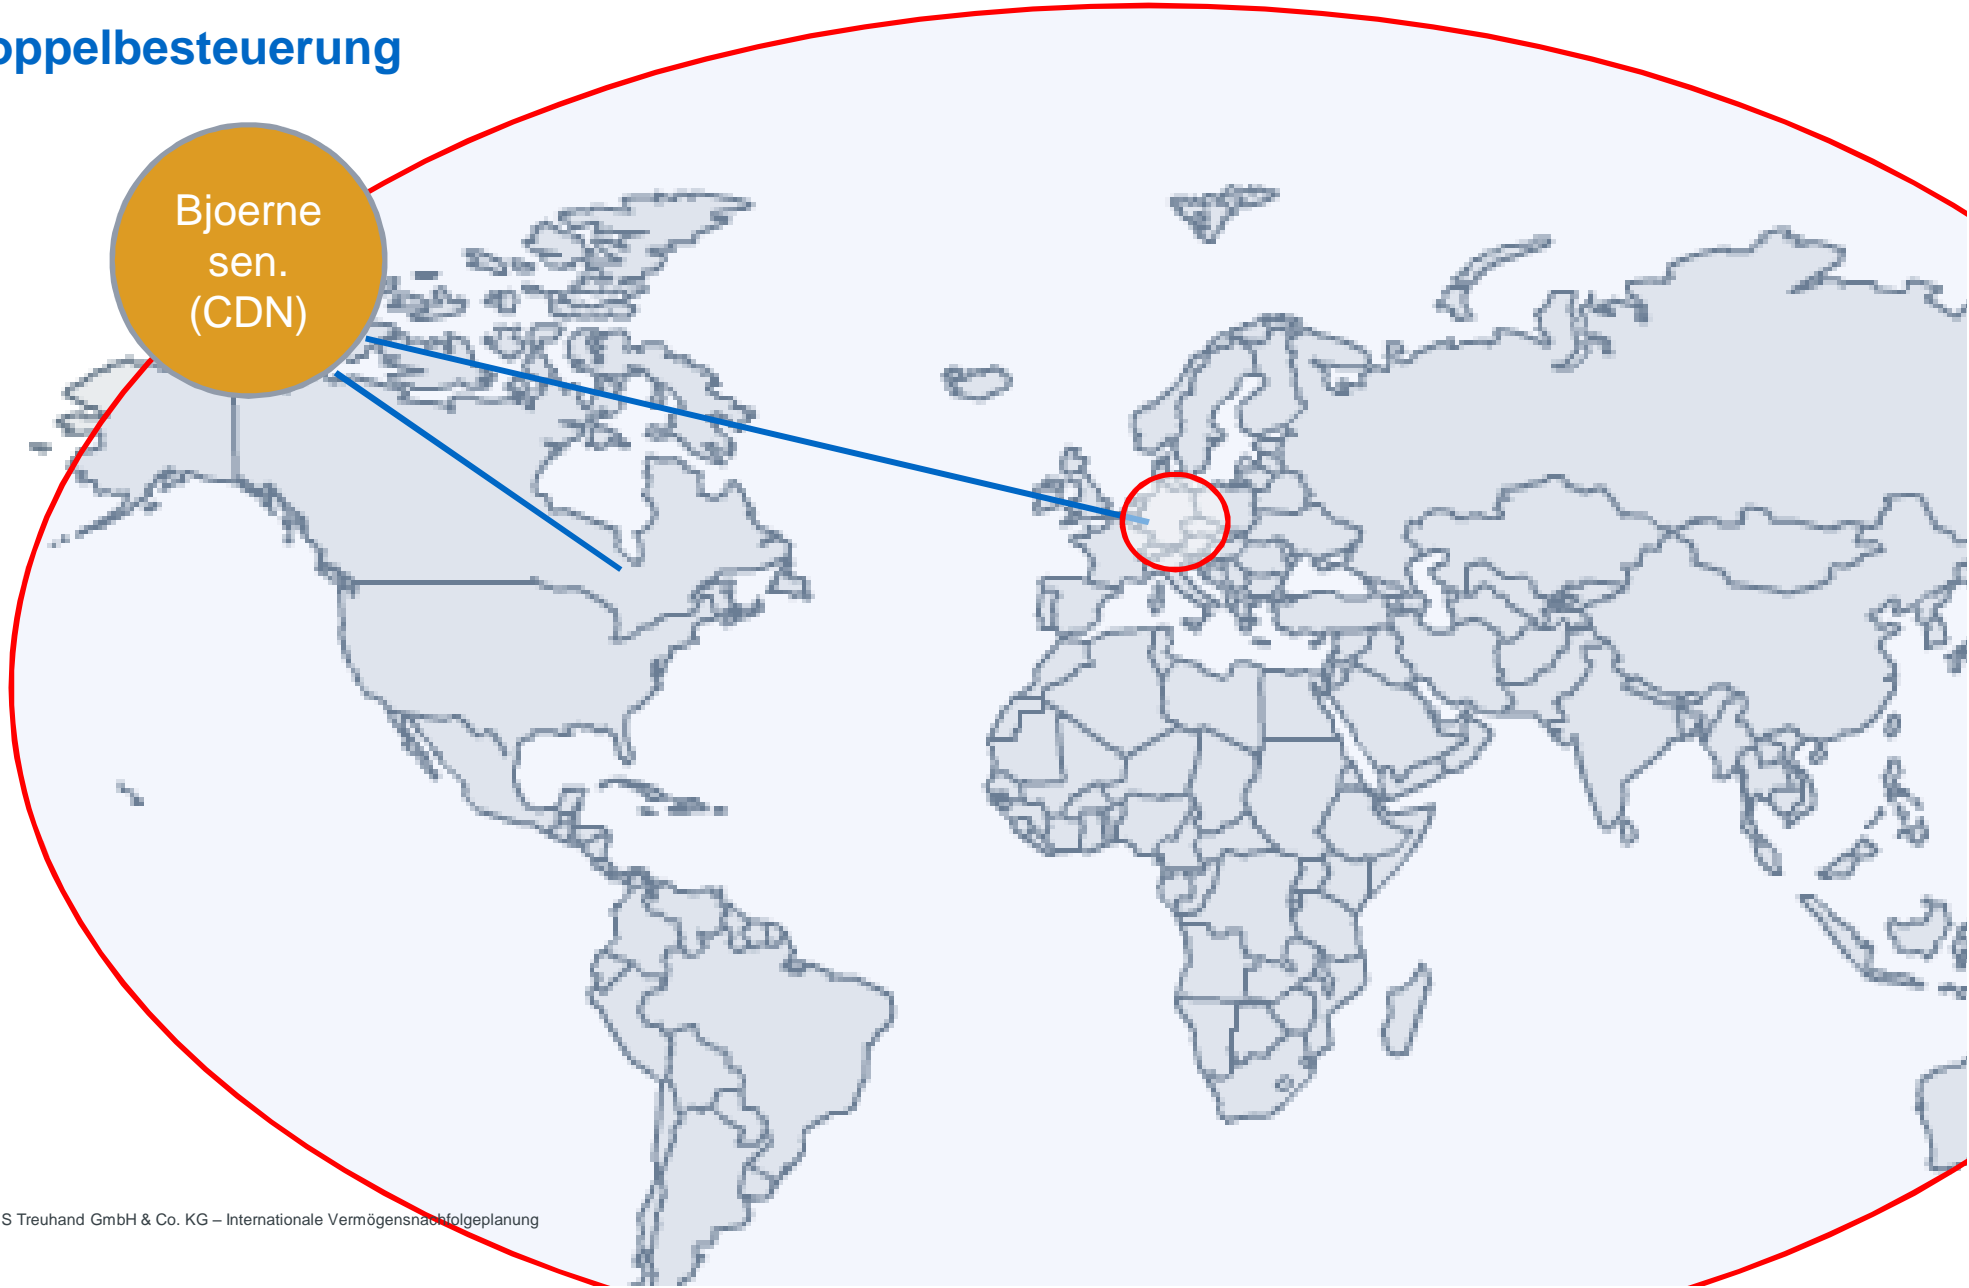 oppelbesteuerung
Bjoerne
sen.
(CDN)
S Treuhand GmbH & Co. KG – Internationale Vermögensnachfolgeplanung